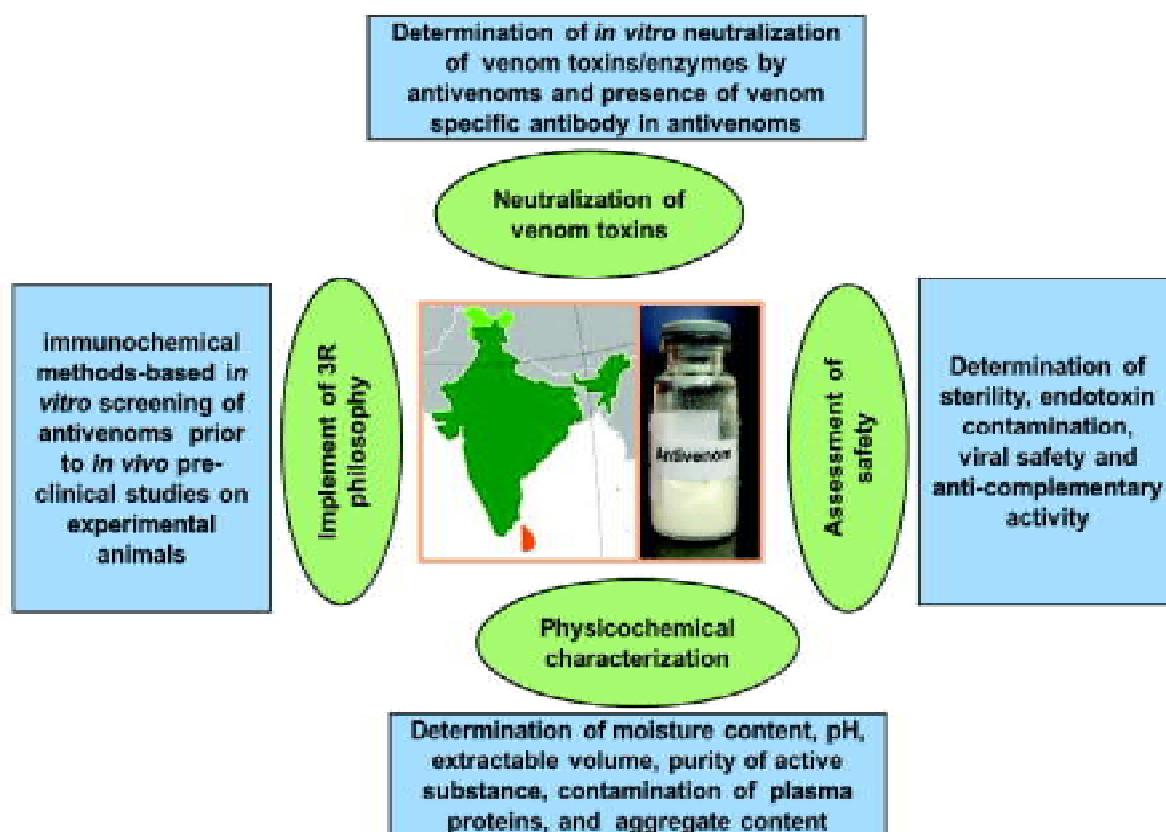 Determination of in vitro neutralization
of venom toxins/enzymes by
antivenoms and presence of venom
specific antibody in antivenoms
Neutralization of
venom toxins
immunochemical
methods-based in
vitro screening of
antivenoms prior
to in vivo pre-
clinical studies on
experimental
animals
Implement of 3R
philosophy
Antivenom
Assessment of
safety
Determination of
sterility, endotoxin
contamination,
viral safety and
anti-complementary
activity
Physicochemical
characterization
Determination of moisture content, pH,
extractable volume, purity of active
substance, contamination of plasma
proteins, and aggregate content